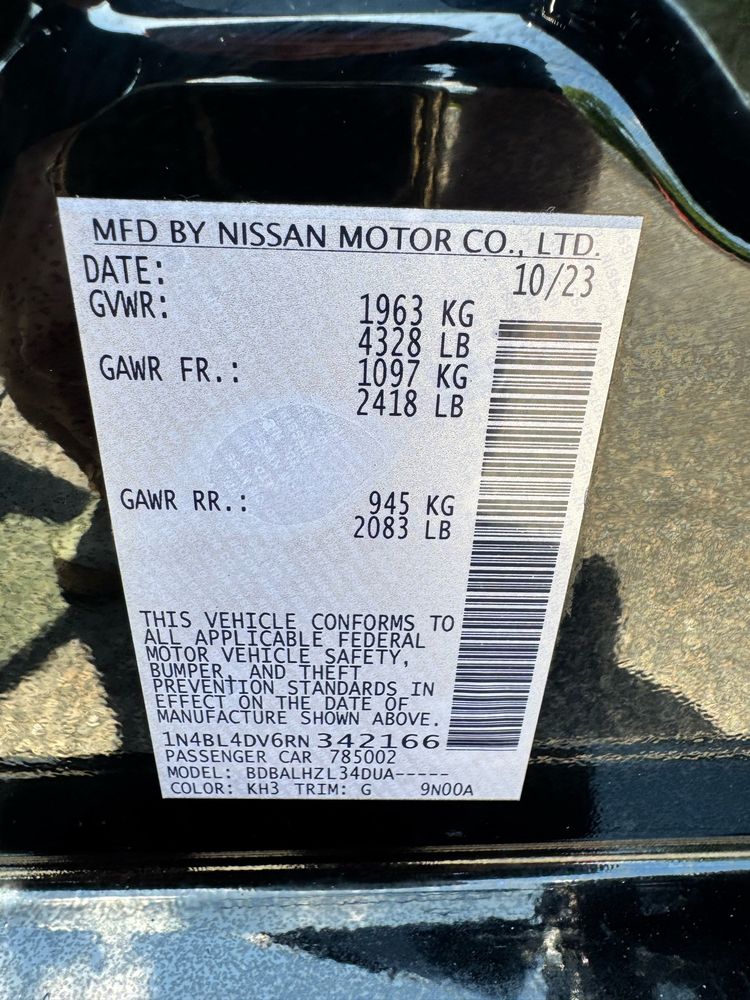 MFD BY NISSAN MOTOR CO., LTD.
DATE: 10/23
GVWR: 1963 KG
4328 LB
GAWR FR.: 1097 KG
2418 LB
GAWR RR.: 945 KG
2083 LB
THIS VEHICLE CONFORMS TO
ALL APPLICABLE FEDERAL
MOTOR VEHICLE SAFETY,
BUMPER, AND THEFT
PREVENTION STANDARDS IN
EFFECT ON THE DATE OF
MANUFACTURE SHOWN ABOVE.
1N4BL4DV6RN342166
PASSENGER CAR 785002
MODEL: BDBALHZL34DUA-----
COLOR: KH3 TRIM: G 9N00A